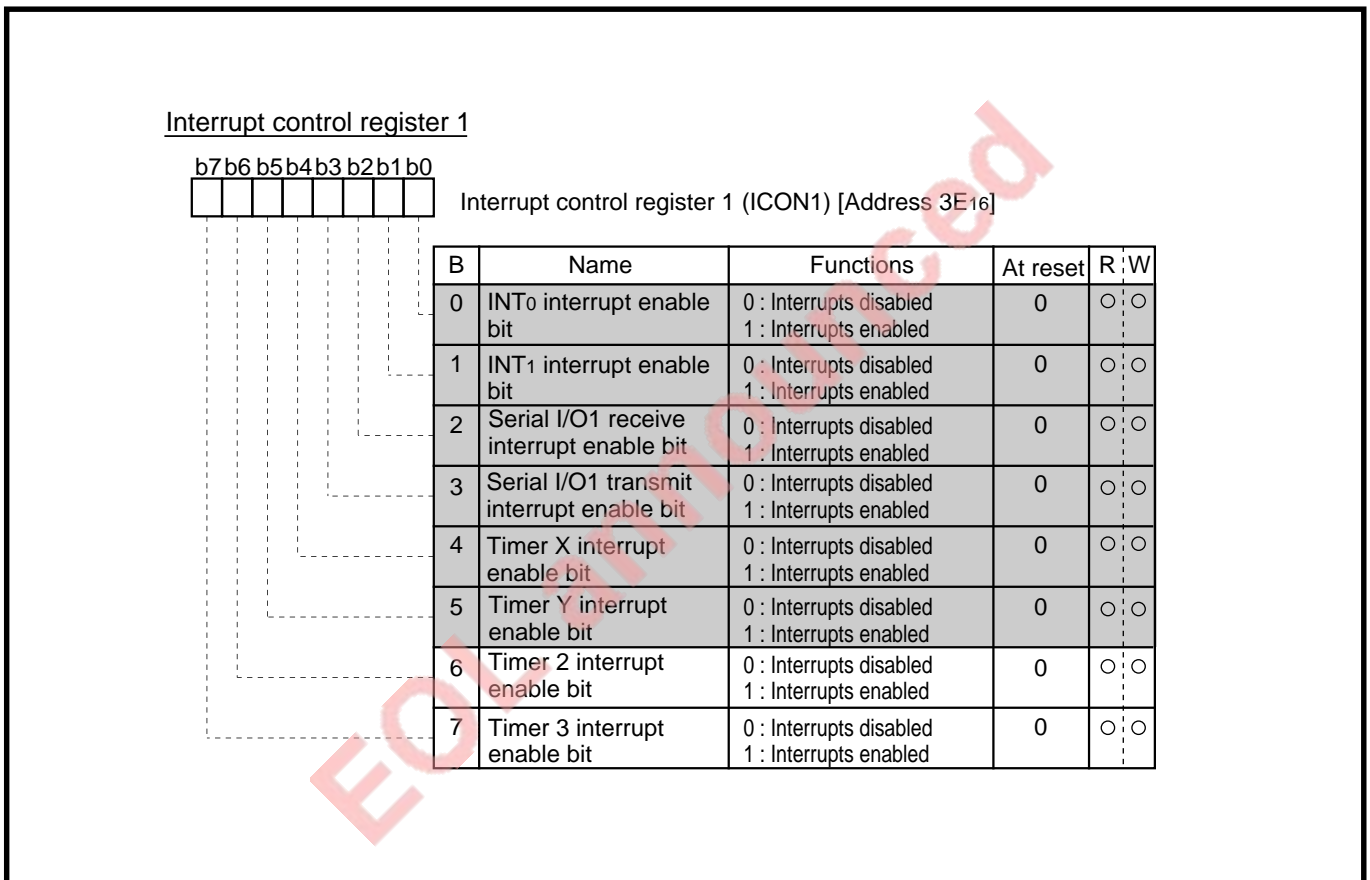 Interrupt control register 1
b7 b6 b5 b4 b3 b2 b1 b0
Interrupt control register 1 (ICON1) [Address 3E16]
B Name Functions At reset R W
0 INT0 interrupt enable bit 0 : Interrupts disabled 1 : Interrupts enabled 0 ○ ○
1 INT1 interrupt enable bit 0 : Interrupts disabled 1 : Interrupts enabled 0 ○ ○
2 Serial I/O1 receive interrupt enable bit 0 : Interrupts disabled 1 : Interrupts enabled 0 ○ ○
3 Serial I/O1 transmit interrupt enable bit 0 : Interrupts disabled 1 : Interrupts enabled 0 ○ ○
4 Timer X interrupt enable bit 0 : Interrupts disabled 1 : Interrupts enabled 0 ○ ○
5 Timer Y interrupt enable bit 0 : Interrupts disabled 1 : Interrupts enabled 0 ○ ○
6 Timer 2 interrupt enable bit 0 : Interrupts disabled 1 : Interrupts enabled 0 ○ ○
7 Timer 3 interrupt enable bit 0 : Interrupts disabled 1 : Interrupts enabled 0 ○ ○
EOL announced